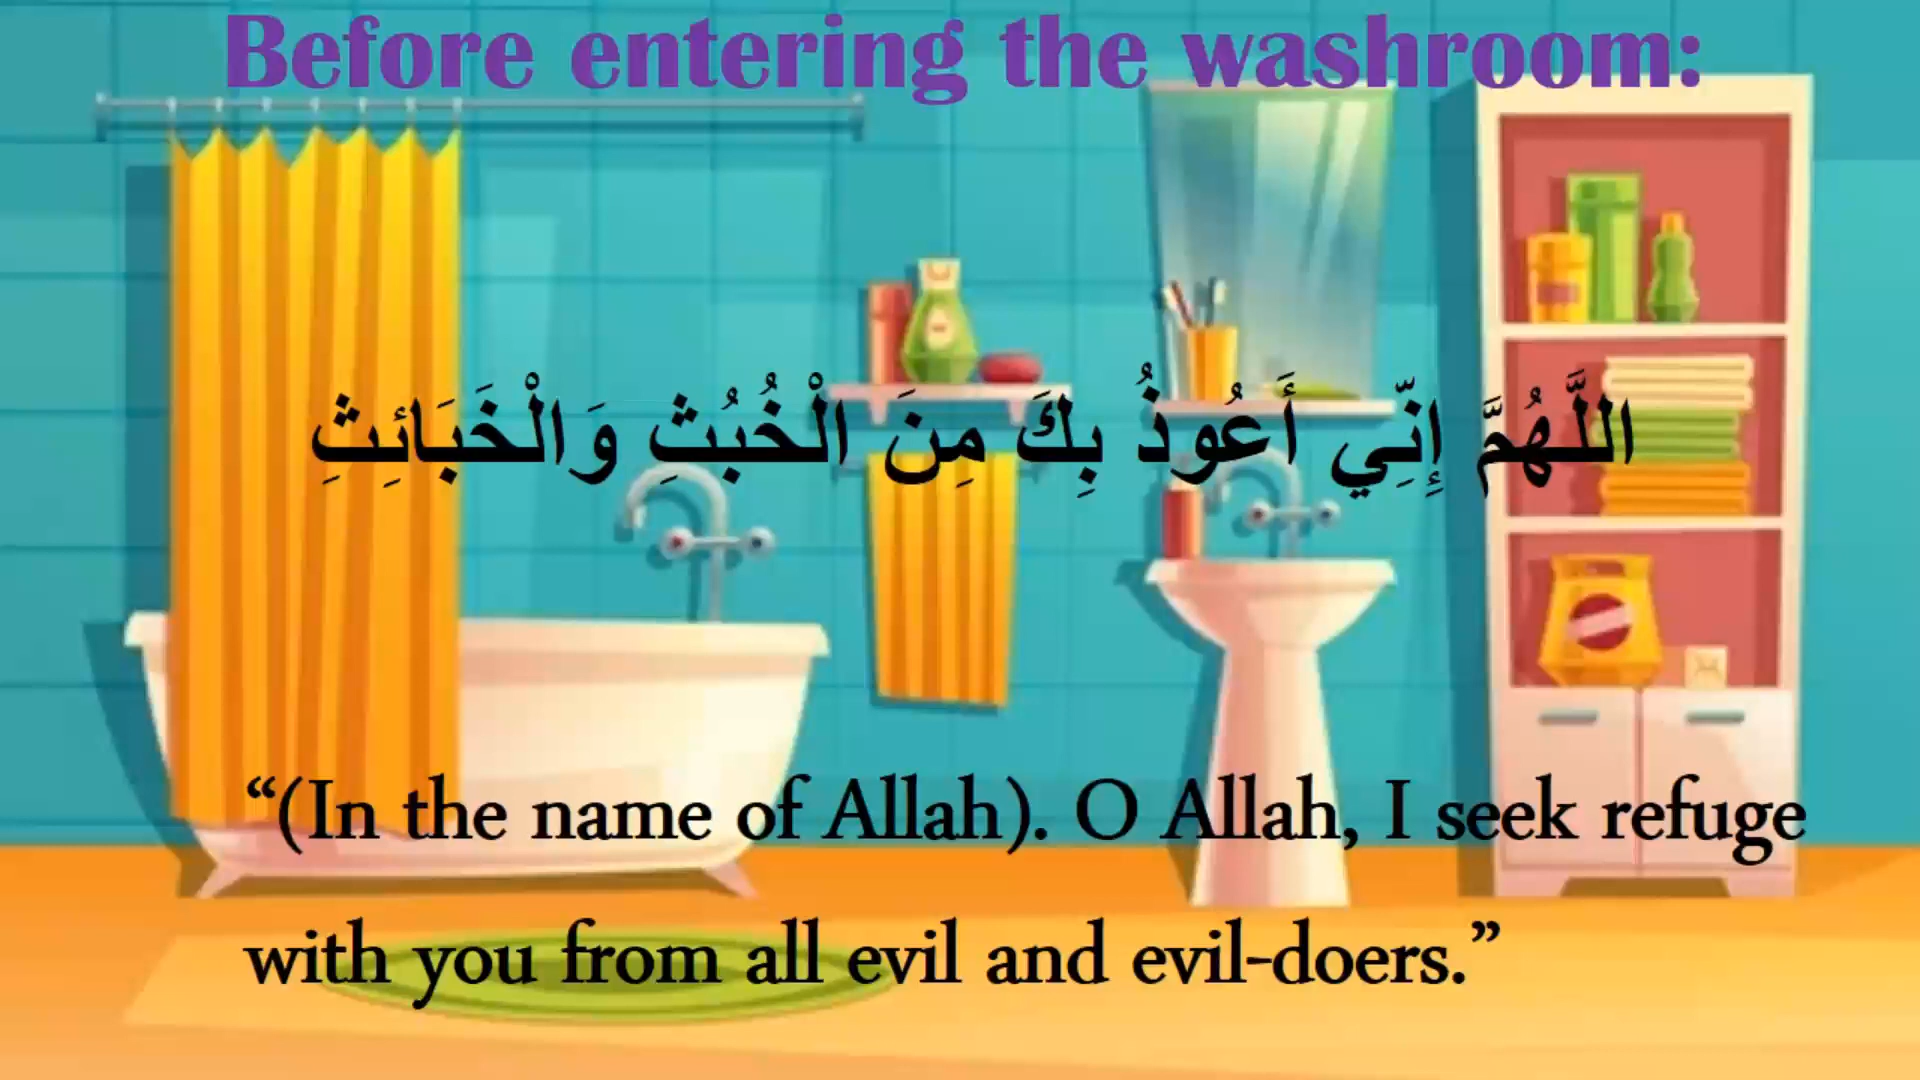 Before entering the washroom:
اللَّهُمَّ إِنِّي أَعُوذُ بِكَ مِنَ الْخُبُثِ وَالْخَبَائِثِ
“(In the name of Allah). O Allah, I seek refuge
with you from all evil and evil-doers.”